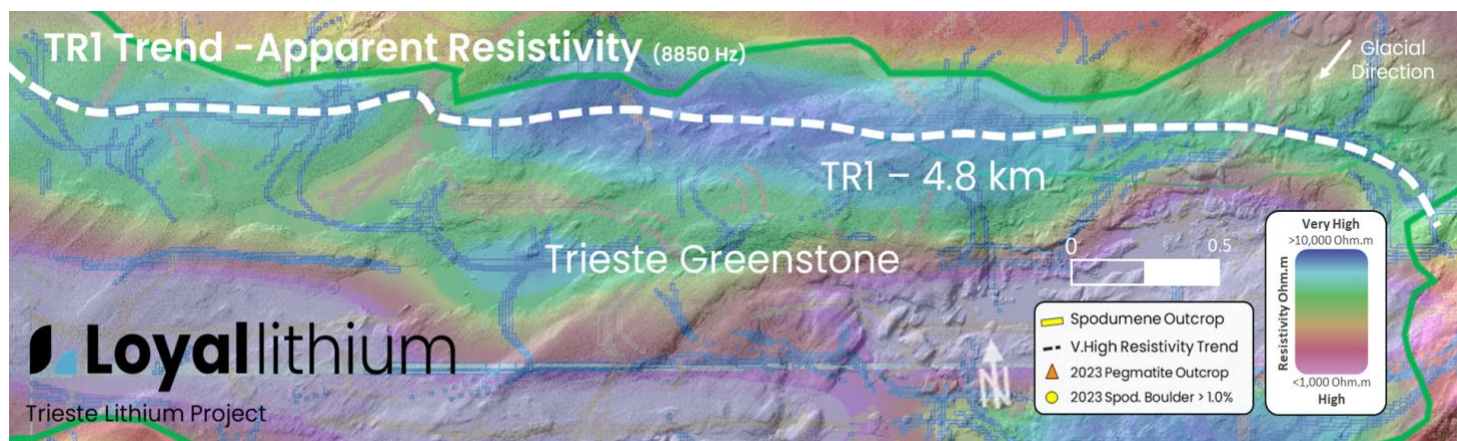 TR1 Trend -Apparent Resistivity (8850 Hz)
Glacial
Direction
TR1 – 4.8 km
Trieste Greenstone
0 0.5
Very High
>10,000 Ohm.m
Resistivity Ohm.m
<1,000 Ohm.m
High
Spodumene Outcrop
V.High Resistivity Trend
2023 Pegmatite Outcrop
2023 Spod. Boulder > 1.0%
N
Loyallithium
Trieste Lithium Project